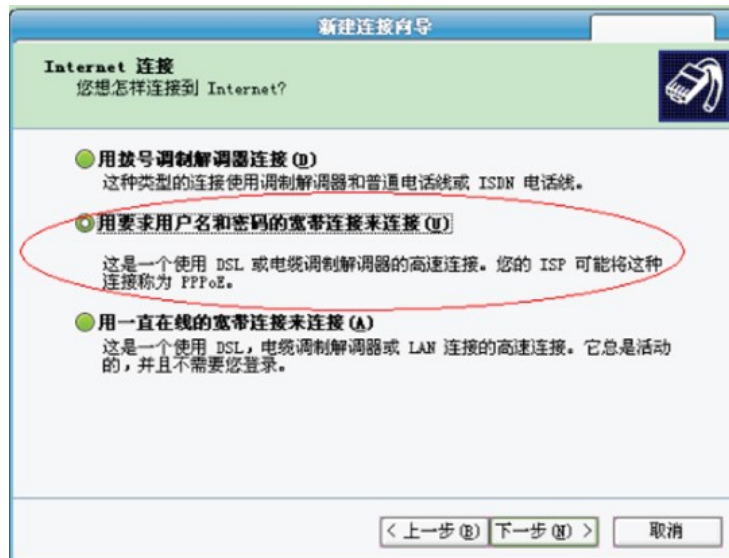 新建连接向导
Internet 连接
您想怎样连接到 Internet?
用拨号调制解调器连接(D)
这种类型的连接使用调制解调器和普通电话线或 ISDN 电话线。
用要求用户名和密码的宽带连接来连接(U)
这是一个使用 DSL 或电缆调制解调器的高速连接。您的 ISP 可能将这种
连接称为 PPPoE。
用一直在线的宽带连接来连接(A)
这是一个使用 DSL，电缆调制解调器或 LAN 连接的高速连接。它总是活动
的，并且不需要您登录。
<上一步(B) 下一步(N)> 取消